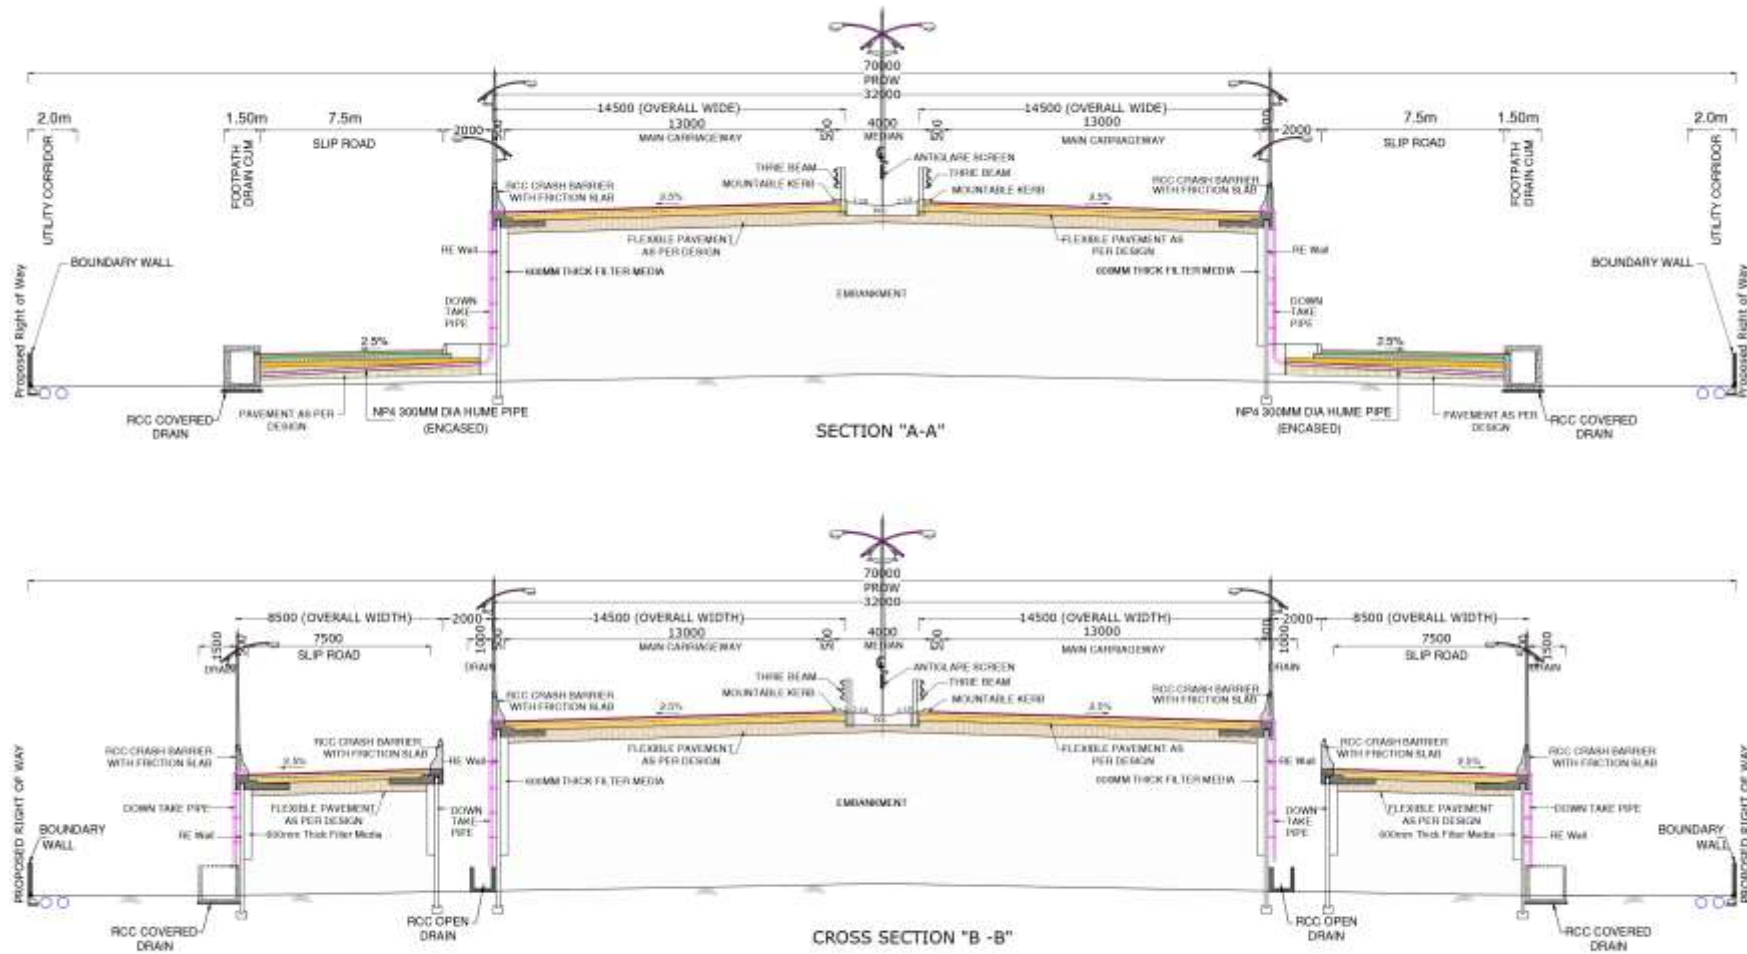 70000
PROW
32000
14500 (OVERALL WIDE)
14500 (OVERALL WIDE)
2.0m
1.50m
7.5m
2000
500
13000
MAIN CARRIAGEWAY
500
4000
MEDIAN
500
13000
MAIN CARRIAGEWAY
500
2000
7.5m
1.50m
2.0m
SLIP ROAD
SLIP ROAD
UTILITY CORRIDOR
FOOTPATH
DRAIN CUM
FOOTPATH
DRAIN CUM
UTILITY CORRIDOR
ANTIGLARE SCREEN
THRIE BEAM
THRIE BEAM
MOUNTABLE KERB
MOUNTABLE KERB
RCC CRASH BARRIER
WITH FRICTION SLAB
RCC CRASH BARRIER
WITH FRICTION SLAB
2.5%
2.5%
FLEXIBLE PAVEMENT
AS PER DESIGN
FLEXIBLE PAVEMENT AS
PER DESIGN
RE Wall
RE Wall
BOUNDARY WALL
BOUNDARY WALL
600MM THICK FILTER MEDIA
600MM THICK FILTER MEDIA
EMBANKMENT
DOWN
TAKE
PIPE
DOWN
TAKE
PIPE
2.5%
2.5%
Proposed Right of Way
Proposed Right of Way
RCC COVERED
DRAIN
PAVEMENT AS PER
DESIGN
NP4 300MM DIA HUME PIPE
(ENCASED)
NP4 300MM DIA HUME PIPE
(ENCASED)
PAVEMENT AS PER
DESIGN
RCC COVERED
DRAIN
SECTION "A-A"
70000
PROW
32000
8500 (OVERALL WIDTH)
2000
14500 (OVERALL WIDTH)
14500 (OVERALL WIDTH)
2000
8500 (OVERALL WIDTH)
1500
7500
SLIP ROAD
1000
13000
MAIN CARRIAGEWAY
500
4000
MEDIAN
500
13000
MAIN CARRIAGEWAY
500
1000
7500
SLIP ROAD
500
1500
DRAIN
DRAIN
DRAIN
DRAIN
ANTIGLARE SCREEN
THRIE BEAM
THRIE BEAM
MOUNTABLE KERB
MOUNTABLE KERB
RCC CRASH BARRIER
WITH FRICTION SLAB
RCC CRASH BARRIER
WITH FRICTION SLAB
2.5%
2.5%
RCC CRASH BARRIER
WITH FRICTION SLAB
RCC CRASH BARRIER
WITH FRICTION SLAB
RCC CRASH BARRIER
WITH FRICTION SLAB
RCC CRASH BARRIER
WITH FRICTION SLAB
2.5%
2.5%
RE Wall
RE Wall
FLEXIBLE PAVEMENT
AS PER DESIGN
FLEXIBLE PAVEMENT AS
PER DESIGN
600MM THICK FILTER MEDIA
600MM THICK FILTER MEDIA
EMBANKMENT
DOWN TAKE PIPE
FLEXIBLE PAVEMENT
AS PER DESIGN
DOWN
TAKE
PIPE
DOWN
TAKE
PIPE
FLEXIBLE PAVEMENT
AS PER DESIGN
DOWN TAKE PIPE
RE Wall
600mm Thick Filter Media
600mm Thick Filter Media
RE Wall
BOUNDARY
WALL
BOUNDARY
WALL
PROPOSED RIGHT OF WAY
PROPOSED RIGHT OF WAY
RCC COVERED
DRAIN
RCC OPEN
DRAIN
RCC OPEN
DRAIN
RCC COVERED
DRAIN
CROSS SECTION "B -B"